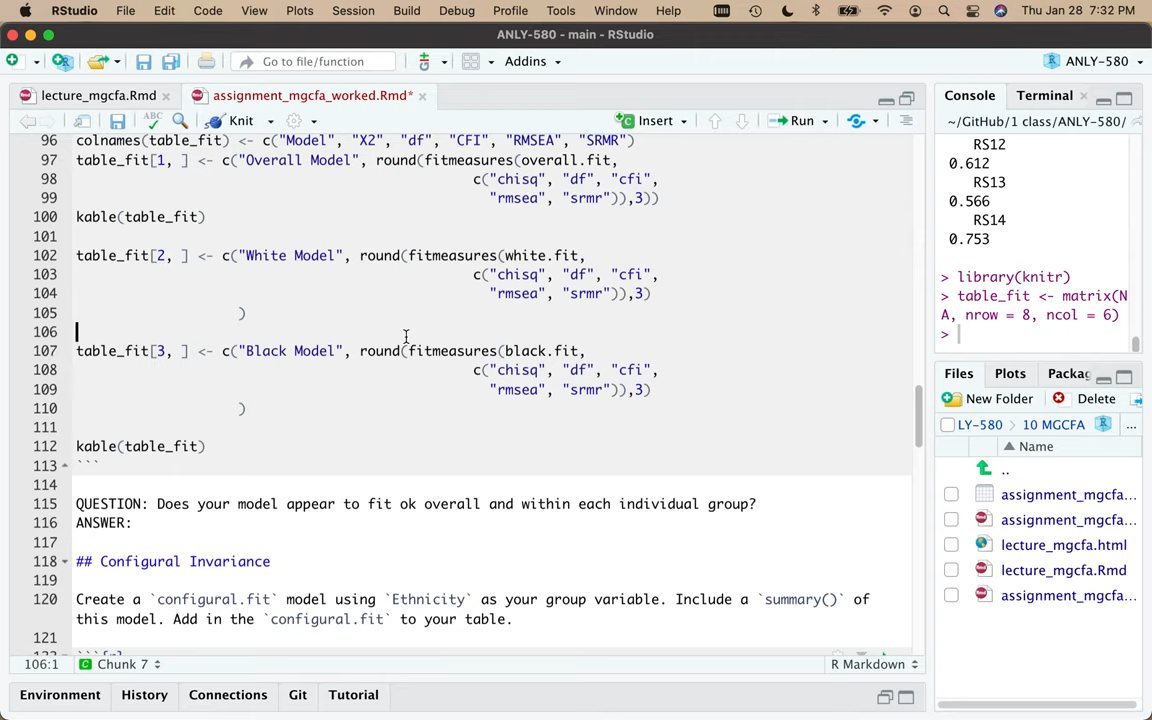 RStudio File Edit Code View Plots Session Build Debug Profile Tools Window Help Thu Jan 28 7:32 PM
ANLY-580 - main - RStudio
Go to file/function Addins ANLY-580
lecture_mgcfa.Rmd assignment_mgcfa_worked.Rmd*
ABC Knit Insert Run
96 colnames(table_fit) <- c("Model", "X2", "df", "CFI", "RMSEA", "SRMR")
97 table_fit[1, ] <- c("Overall Model", round(fitmeasures(overall.fit,
98 c("chisq", "df", "cfi",
99 "rmsea", "srmr")),3))
100 kable(table_fit)
101
102 table_fit[2, ] <- c("White Model", round(fitmeasures(white.fit,
103 c("chisq", "df", "cfi",
104 "rmsea", "srmr")),3)
105 )
106
107 table_fit[3, ] <- c("Black Model", round(fitmeasures(black.fit,
108 c("chisq", "df", "cfi",
109 "rmsea", "srmr")),3)
110 )
111
112 kable(table_fit)
113 ```
114
115 QUESTION: Does your model appear to fit ok overall and within each individual group?
116 ANSWER:
117
118 ## Configural Invariance
119
120 Create a `configural.fit` model using `Ethnicity` as your group variable. Include a `summary()` of
this model. Add in the `configural.fit` to your table.
121
106:1 Chunk 7 R Markdown
Environment History Connections Git Tutorial
Console Terminal
~/GitHub/1 class/ANLY-580/
RS12
0.612
RS13
0.566
RS14
0.753
> library(knitr)
> table_fit <- matrix(N
A, nrow = 8, ncol = 6)
>
Files Plots Packag
New Folder Delete
LY-580 > 10 MGCFA ...
Name
..
assignment_mgcfa...
assignment_mgcfa...
lecture_mgcfa.html
lecture_mgcfa.Rmd
assignment_mgcfa...